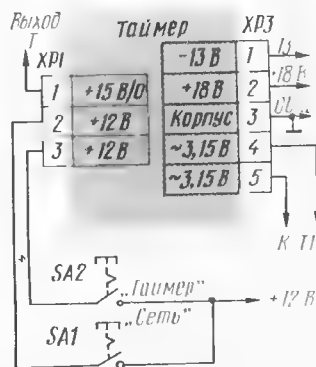 Выход Таймер
T XP1 XP3
1 +15 В/0
2 +12 В
3 +12 В
-13 В 1
+18 В 2 +18 В
Корпус 3
~3,15 В 4
~3,15 В 5
К Т1
SA2 „Таймер"
+12 В
„Сеть"
SA1